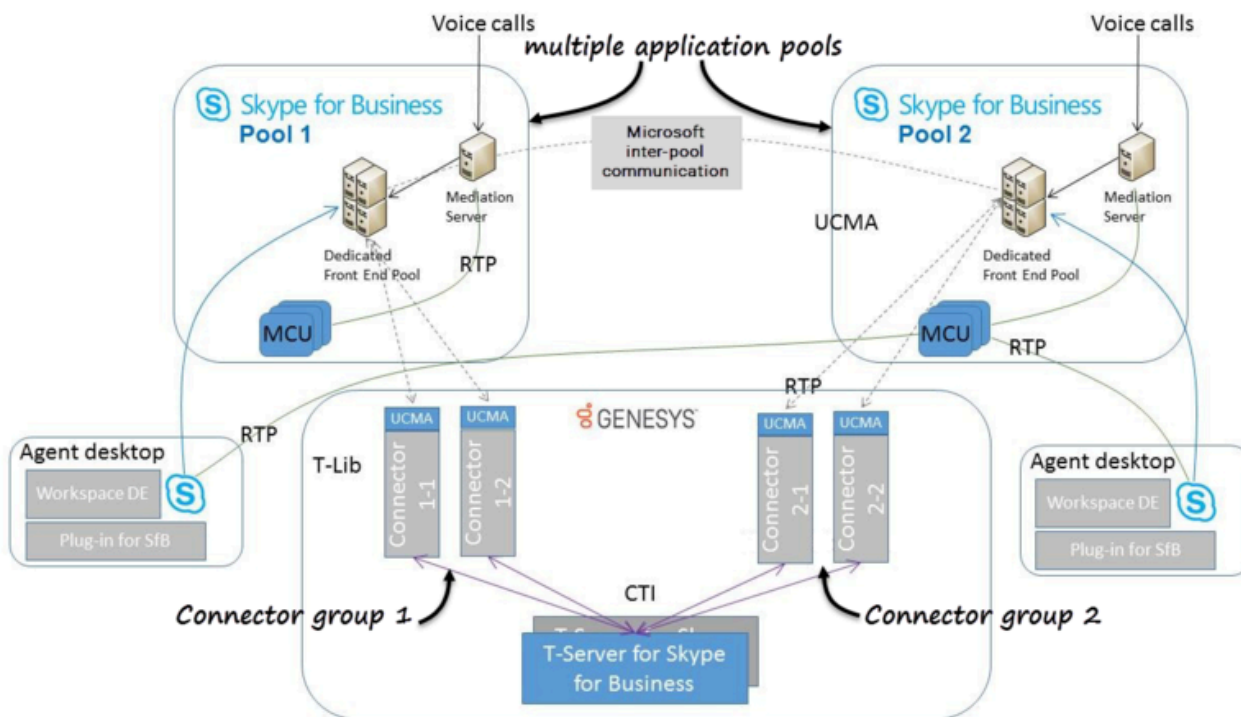 Voice calls
Voice calls
multiple application pools
Skype for Business
Pool 1
Skype for Business
Pool 2
Microsoft
inter-pool
communication
Mediation
Server
Mediation
Server
UCMA
Dedicated
Front End Pool
RTP
Dedicated
Front End Pool
MCU
MCU
RTP
RTP
UCMA
UCMA
GENESYS
UCMA
UCMA
RTP
Agent desktop
T-Lib
Agent desktop
Workspace DE
S
Plug-in for SfB
Connector
1-1
Connector
1-2
Connector
2-1
Connector
2-2
Workspace DE
S
Plug-in for SfB
CTI
Connector group 1
Connector group 2
T-Server for Skype
for Business